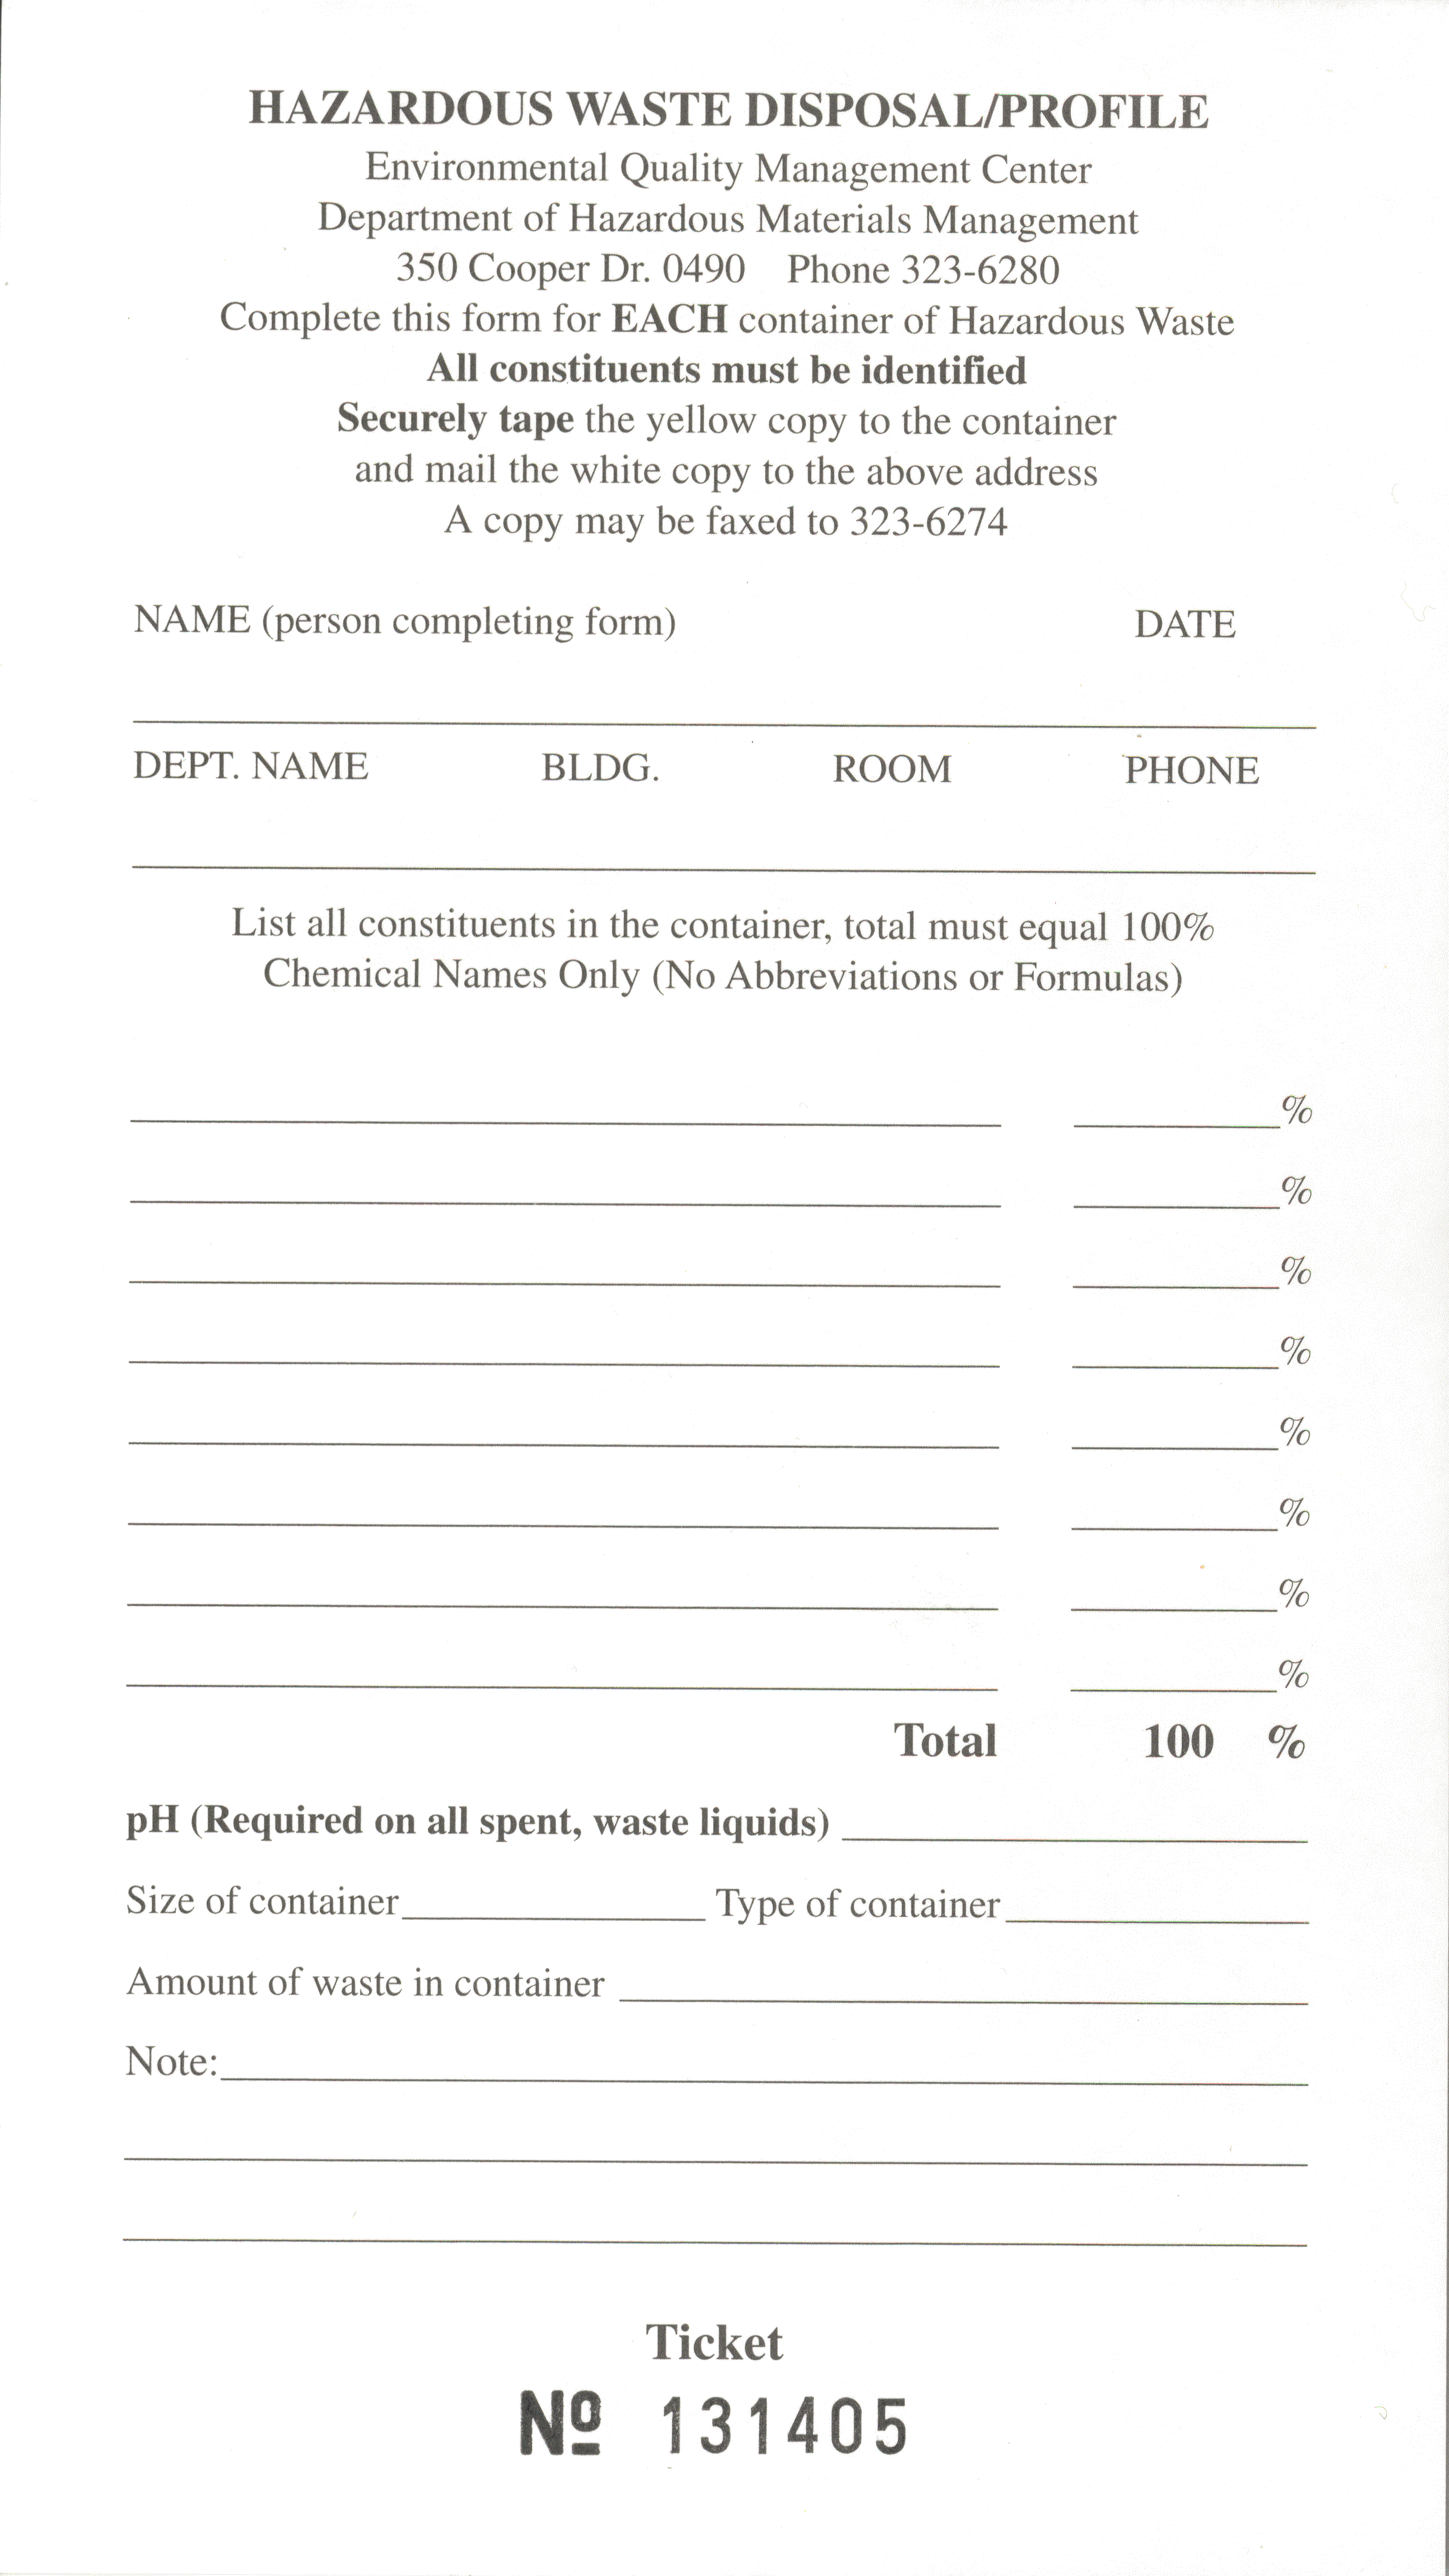 HAZARDOUS WASTE DISPOSAL/PROFILE
Environmental Quality Management Center
Department of Hazardous Materials Management
350 Cooper Dr. 0490 Phone 323-6280
Complete this form for EACH container of Hazardous Waste
All constituents must be identified
Securely tape the yellow copy to the container
and mail the white copy to the above address
A copy may be faxed to 323-6274
NAME (person completing form) DATE
DEPT. NAME BLDG. ROOM PHONE
List all constituents in the container, total must equal 100%
Chemical Names Only (No Abbreviations or Formulas)
%
%
%
%
%
%
%
%
Total 100 %
pH (Required on all spent, waste liquids)
Size of container Type of container
Amount of waste in container
Note:
Ticket
Nº 131405